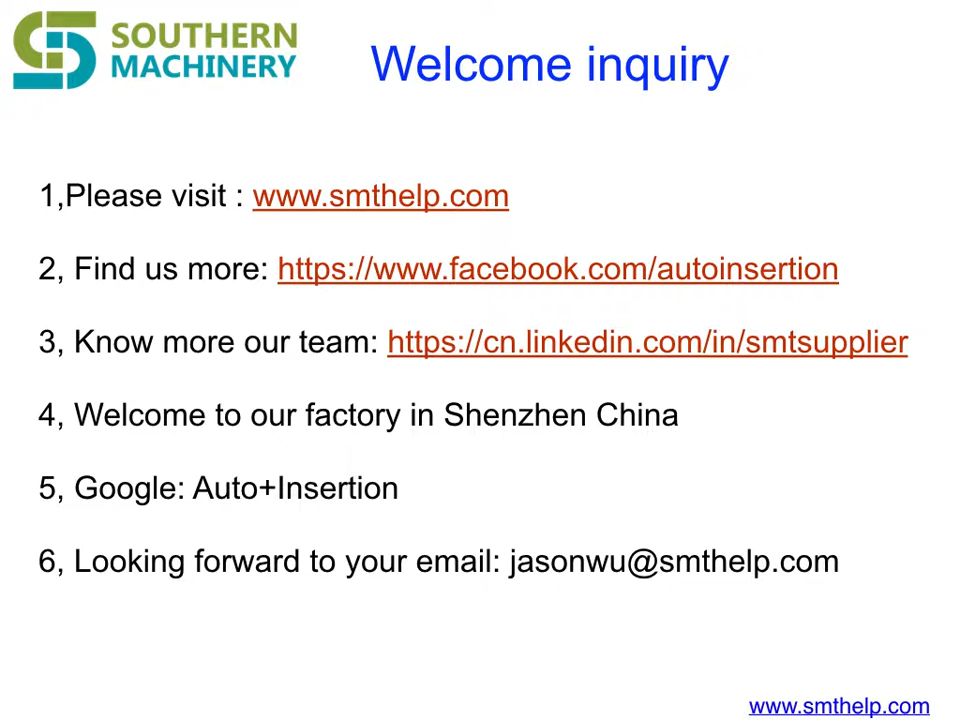 SOUTHERN
MACHINERY
Welcome inquiry
1,Please visit : www.smthelp.com
2, Find us more: https://www.facebook.com/autoinsertion
3, Know more our team: https://cn.linkedin.com/in/smtsupplier
4, Welcome to our factory in Shenzhen China
5, Google: Auto+Insertion
6, Looking forward to your email: jasonwu@smthelp.com
www.smthelp.com